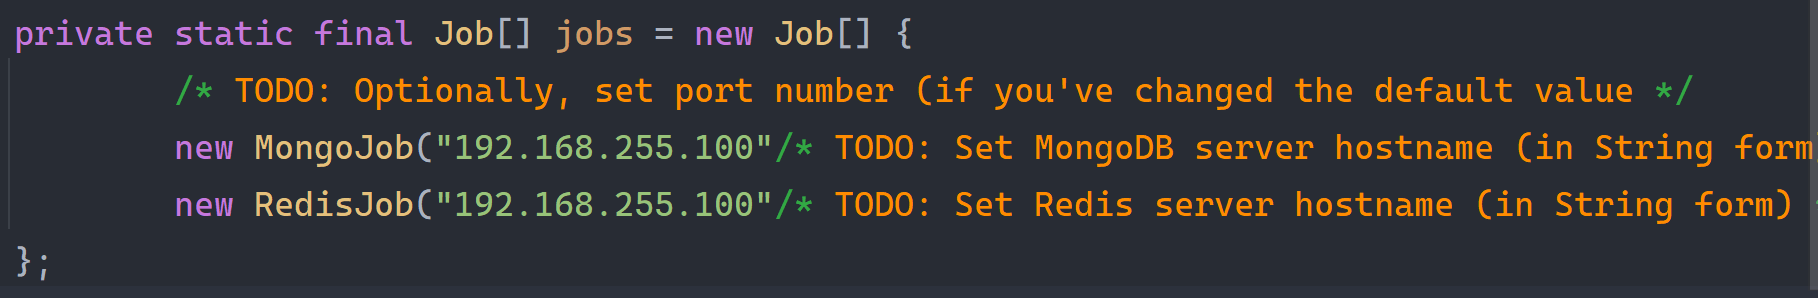 private static final Job[] jobs = new Job[] {
/* TODO: Optionally, set port number (if you've changed the default value */
new MongoJob("192.168.255.100"/* TODO: Set MongoDB server hostname (in String form
new RedisJob("192.168.255.100"/* TODO: Set Redis server hostname (in String form)
};